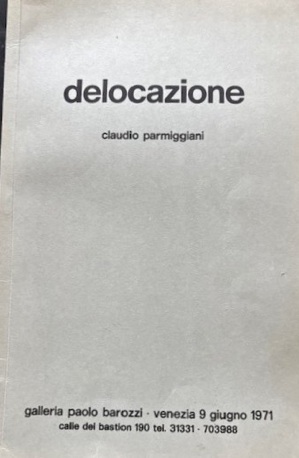 delocazione
claudio parmiggiani
galleria paolo barozzi · venezia 9 giugno 1971
calle del bastion 190 tel. 31331 · 703988